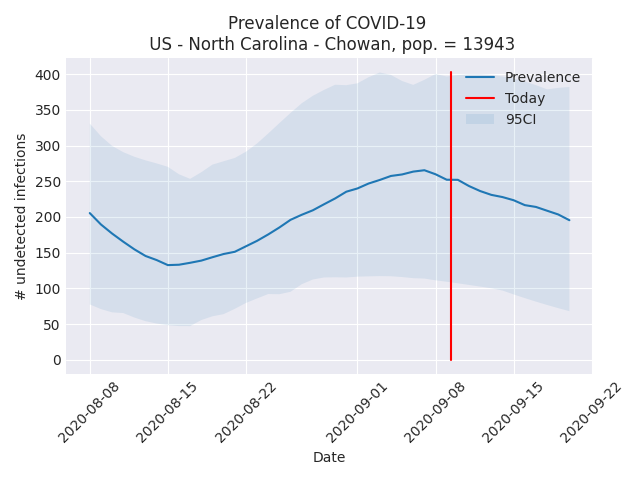 Prevalence of COVID-19
US - North Carolina - Chowan, pop. = 13943
# undetected infections
400
350
300
250
200
150
100
50
0
Prevalence
Today
95CI
2020-08-08
2020-08-15
2020-08-22
2020-09-01
2020-09-08
2020-09-15
2020-09-22
Date